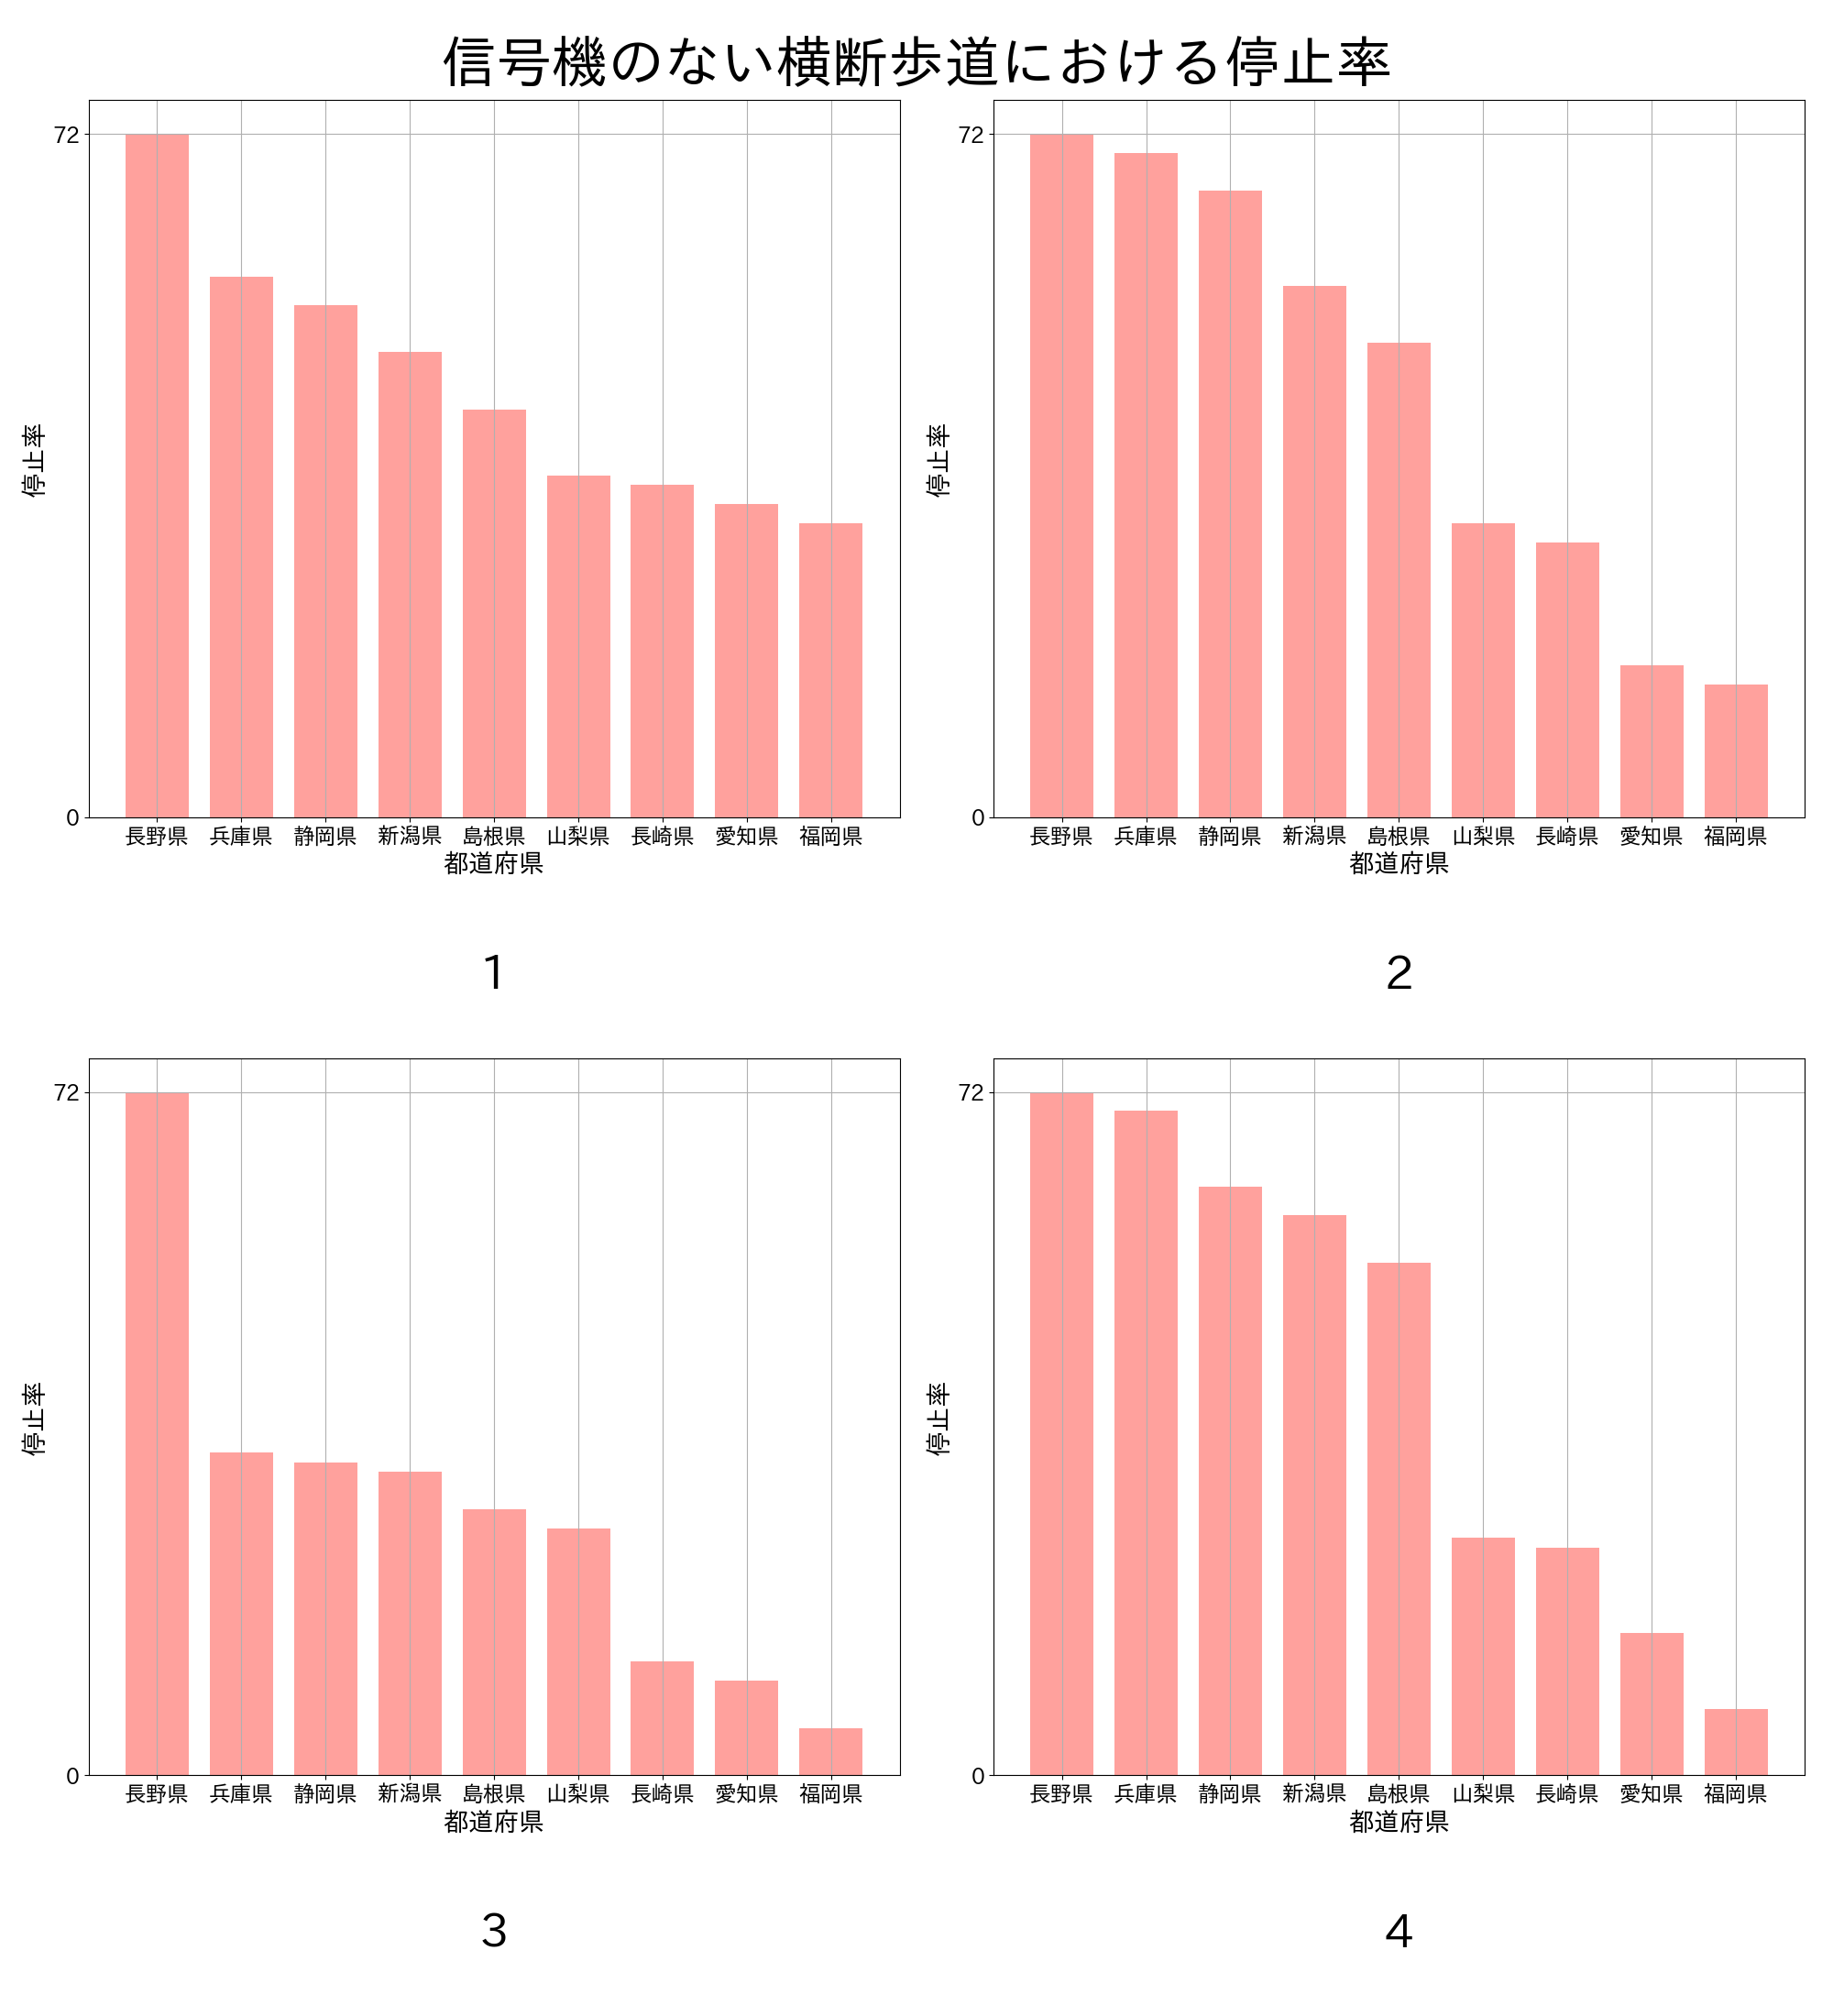 信号機のない横断歩道における停止率
72
停止率
0
長野県 兵庫県 静岡県 新潟県 島根県 山梨県 長崎県 愛知県 福岡県
都道府県
1
72
停止率
0
長野県 兵庫県 静岡県 新潟県 島根県 山梨県 長崎県 愛知県 福岡県
都道府県
2
72
停止率
0
長野県 兵庫県 静岡県 新潟県 島根県 山梨県 長崎県 愛知県 福岡県
都道府県
3
72
停止率
0
長野県 兵庫県 静岡県 新潟県 島根県 山梨県 長崎県 愛知県 福岡県
都道府県
4